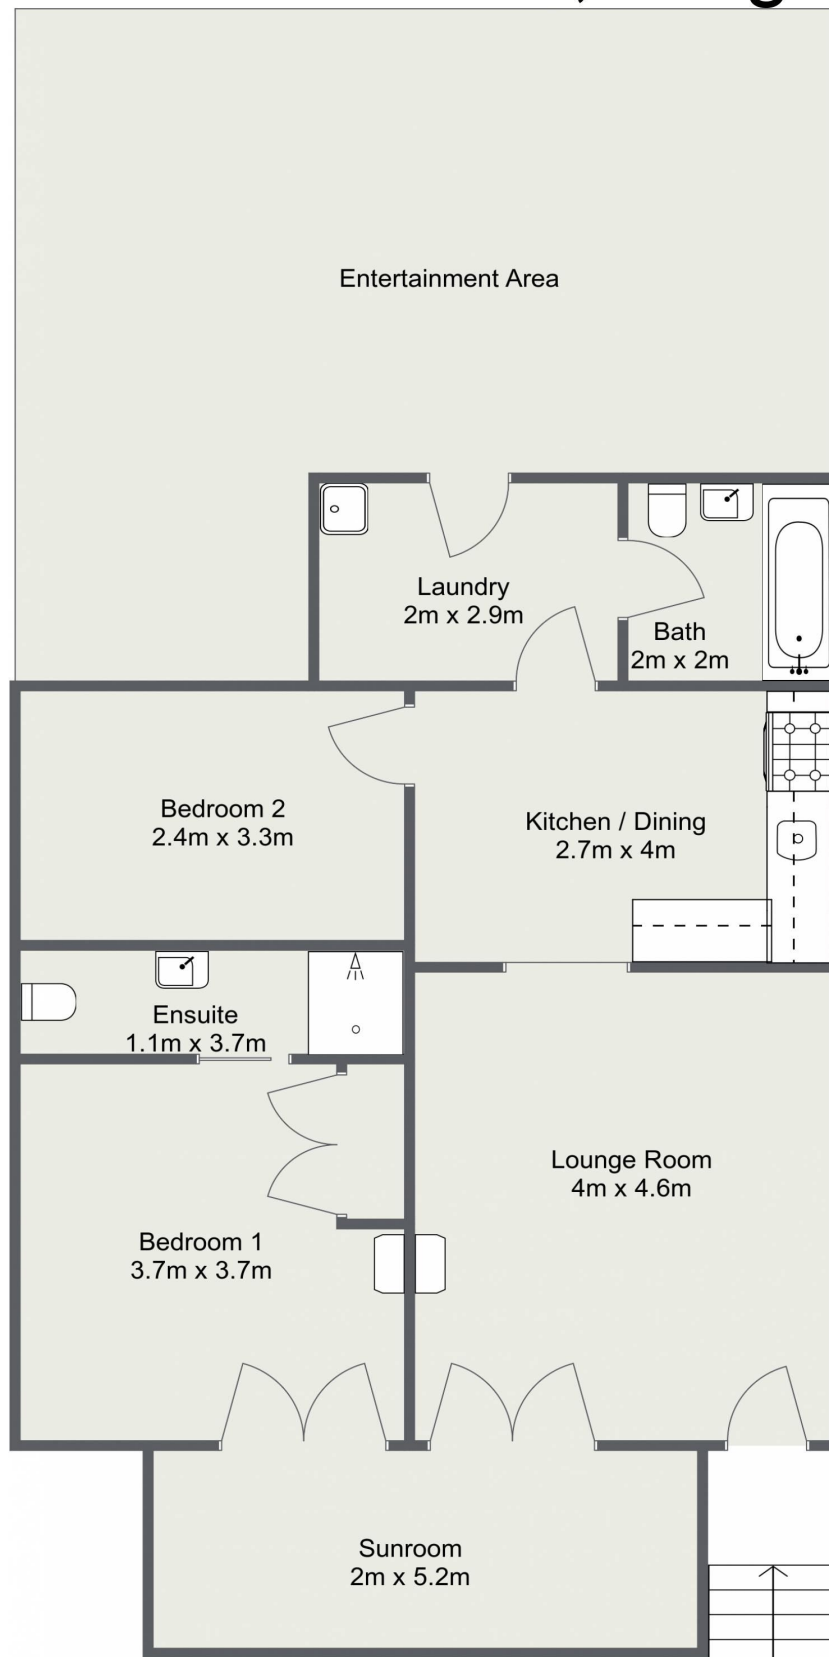 Entertainment Area
Laundry
2m x 2.9m
Bath
2m x 2m
Bedroom 2
2.4m x 3.3m
Kitchen / Dining
2.7m x 4m
Ensuite
1.1m x 3.7m
Lounge Room
4m x 4.6m
Bedroom 1
3.7m x 3.7m
Sunroom
2m x 5.2m